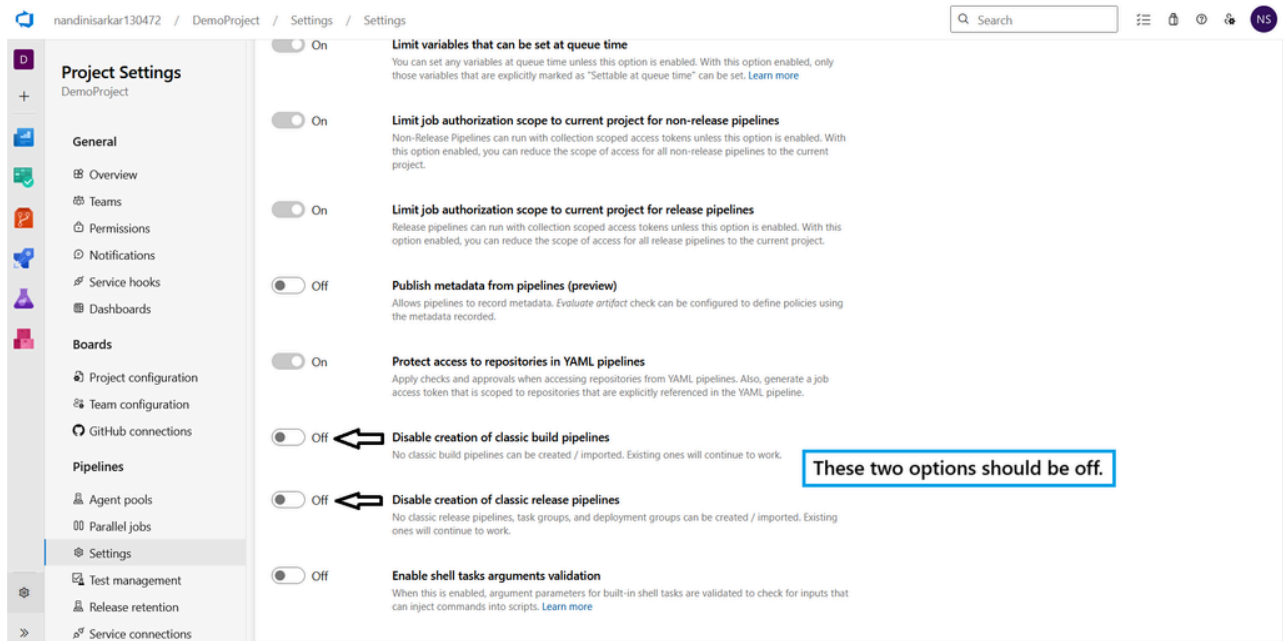 nandinisarkar130472 / DemoProject / Settings / Settings
Search
NS
D
Project Settings
DemoProject
General
Overview
Teams
Permissions
Notifications
Service hooks
Dashboards
Boards
Project configuration
Team configuration
GitHub connections
Pipelines
Agent pools
Parallel jobs
Settings
Test management
Release retention
Service connections
On
Limit variables that can be set at queue time
You can set any variables at queue time unless this option is enabled. With this option enabled, only
those variables that are explicitly marked as "Settable at queue time" can be set. Learn more
On
Limit job authorization scope to current project for non-release pipelines
Non-Release Pipelines can run with collection scoped access tokens unless this option is enabled. With
this option enabled, you can reduce the scope of access for all non-release pipelines to the current
project.
On
Limit job authorization scope to current project for release pipelines
Release pipelines can run with collection scoped access tokens unless this option is enabled. With this
option enabled, you can reduce the scope of access for all release pipelines to the current project.
Off
Publish metadata from pipelines (preview)
Allows pipelines to record metadata. Evaluate artifact check can be configured to define policies using
the metadata recorded.
On
Protect access to repositories in YAML pipelines
Apply checks and approvals when accessing repositories from YAML pipelines. Also, generate a job
access token that is scoped to repositories that are explicitly referenced in the YAML pipeline.
Off
Disable creation of classic build pipelines
No classic build pipelines can be created / imported. Existing ones will continue to work.
These two options should be off.
Off
Disable creation of classic release pipelines
No classic release pipelines, task groups, and deployment groups can be created / imported. Existing
ones will continue to work.
Off
Enable shell tasks arguments validation
When this is enabled, argument parameters for built-in shell tasks are validated to check for inputs that
can inject commands into scripts. Learn more